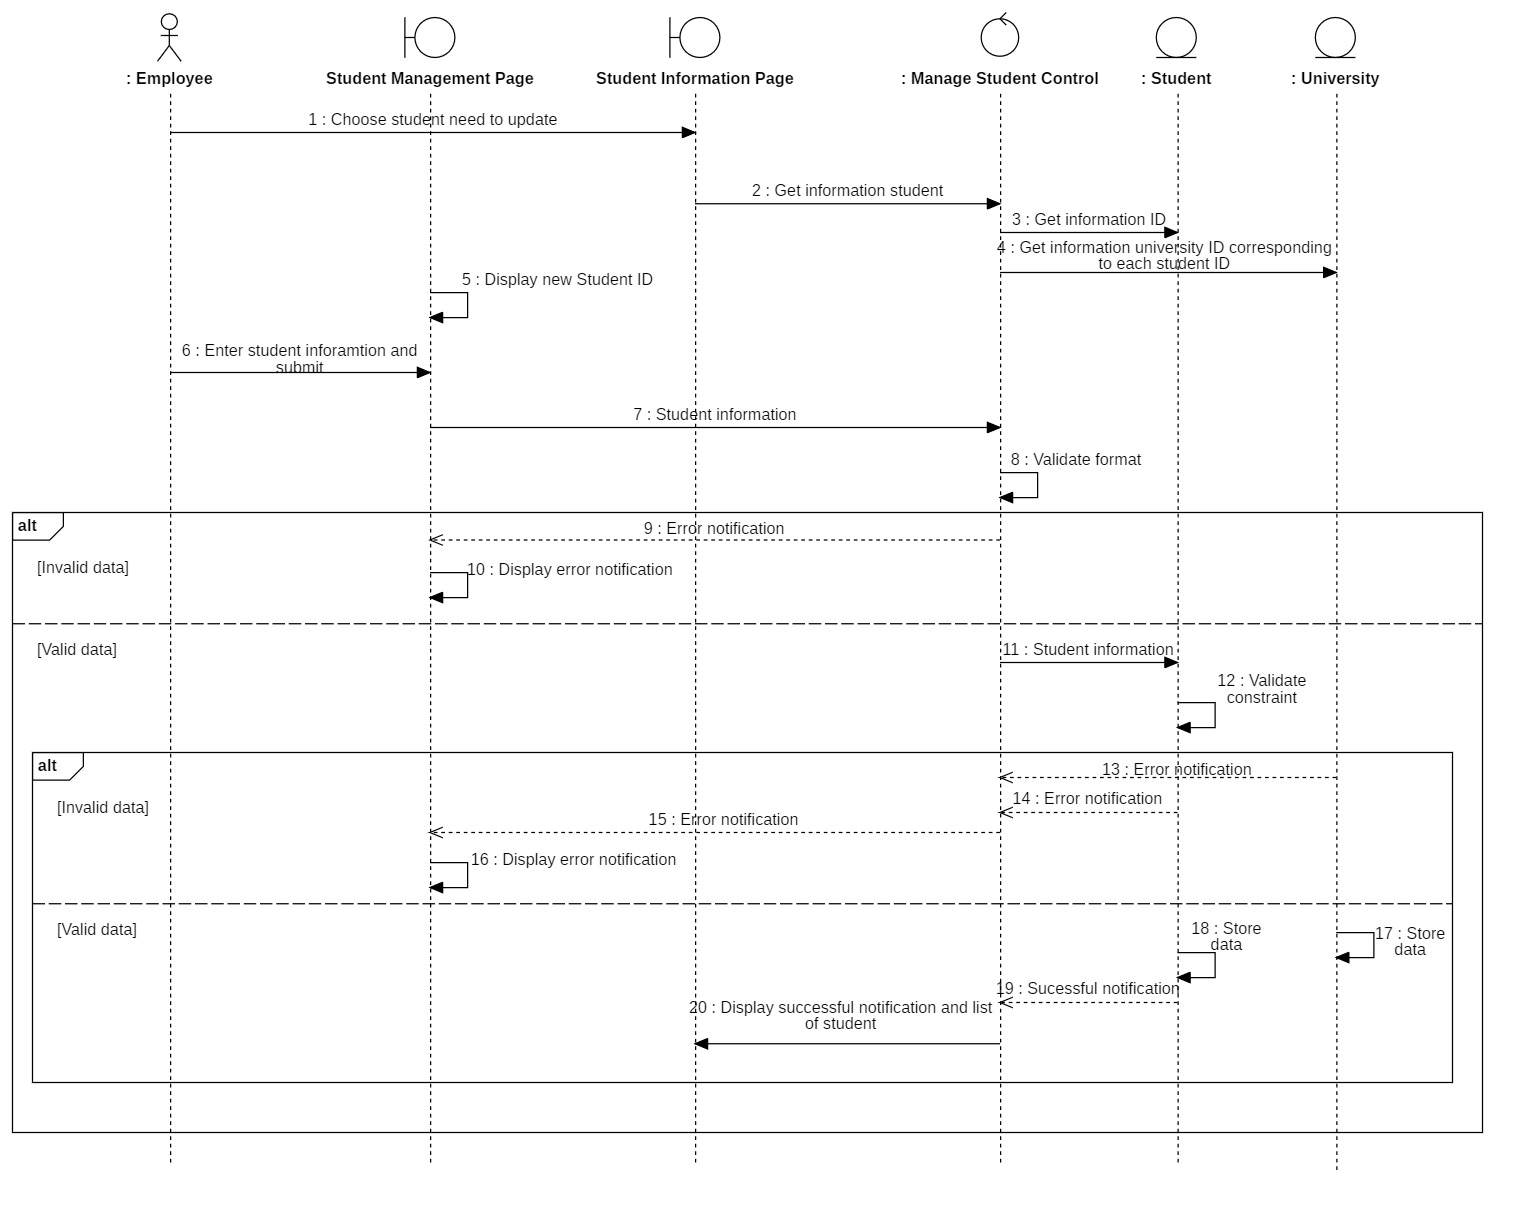 : Employee
Student Management Page
Student Information Page
: Manage Student Control
: Student
: University
1 : Choose student need to update
2 : Get information student
3 : Get information ID
4 : Get information university ID corresponding
to each student ID
5 : Display new Student ID
6 : Enter student inforamtion and
submit
7 : Student information
8 : Validate format
alt
9 : Error notification
[Invalid data]
10 : Display error notification
[Valid data]
11 : Student information
12 : Validate
constraint
alt
13 : Error notification
[Invalid data]
14 : Error notification
15 : Error notification
16 : Display error notification
[Valid data]
18 : Store
data
17 : Store
data
19 : Sucessful notification
20 : Display successful notification and list
of student